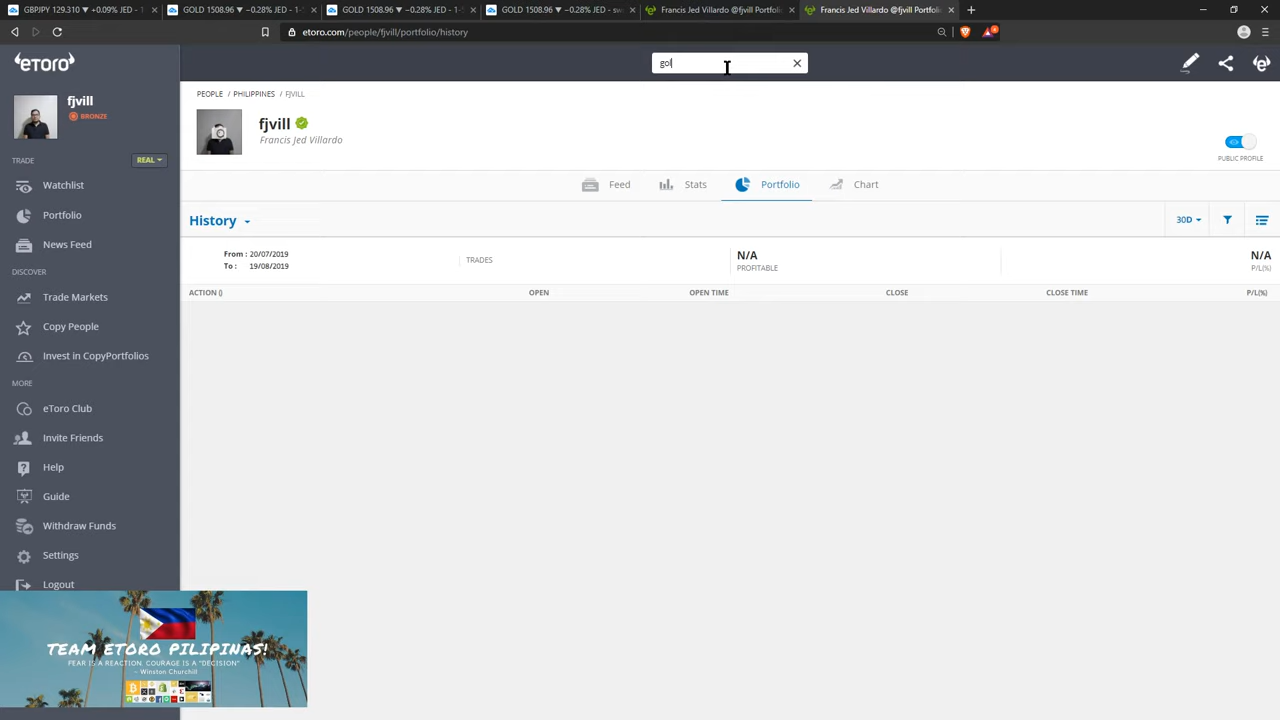 GBPJPY 129.310 ▼ +0.09% JED - 1
GOLD 1508.96 ▼ −0.28% JED - 1
GOLD 1508.96 ▼ −0.28% JED - 1
GOLD 1508.96 ▼ −0.28% JED - sw
Francis Jed Villardo @fjvill Portfolio
Francis Jed Villardo @fjvill Portfolio
etoro.com/people/fjvill/portfolio/history
eToro
gol
fjvill
BRONZE
TRADE
REAL
Watchlist
Portfolio
News Feed
DISCOVER
Trade Markets
Copy People
Invest in CopyPortfolios
MORE
eToro Club
Invite Friends
Help
Guide
Withdraw Funds
Settings
Logout
PEOPLE / PHILIPPINES / FJVILL
fjvill
Francis Jed Villardo
PUBLIC PROFILE
Feed
Stats
Portfolio
Chart
History
30D
From : 20/07/2019
To : 19/08/2019
TRADES
N/A
PROFITABLE
N/A
P/L(%)
ACTION () OPEN OPEN TIME CLOSE CLOSE TIME P/L(%)
TEAM ETORO PILIPINAS!
FEAR IS A REACTION. COURAGE IS A "DECISION"
~ Winston Churchill